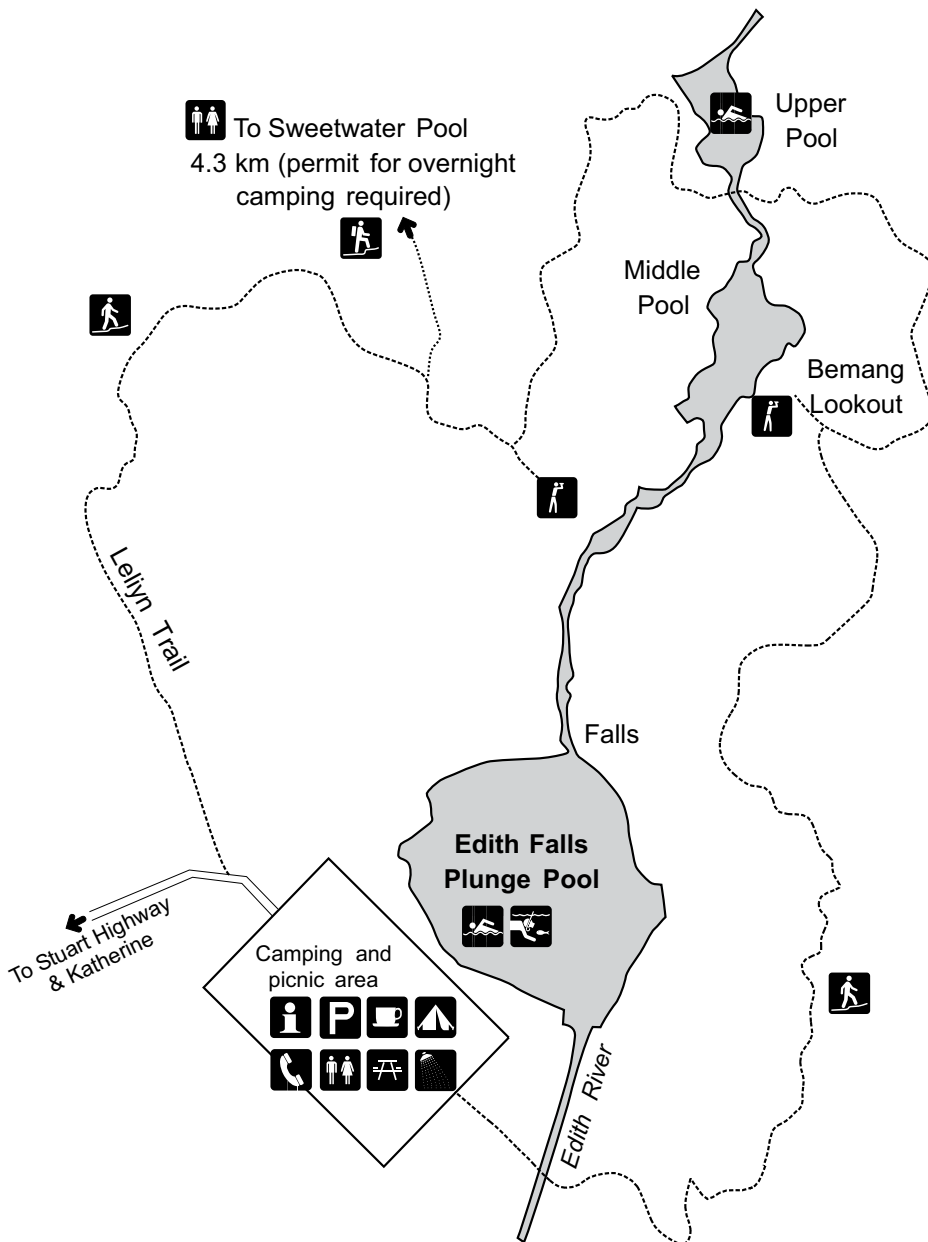 Upper
Pool
To Sweetwater Pool
4.3 km (permit for overnight
camping required)
Middle
Pool
Bemang
Lookout
Leliyn Trail
Falls
Edith Falls
Plunge Pool
To Stuart Highway
& Katherine
Camping and
picnic area
i P
Edith River